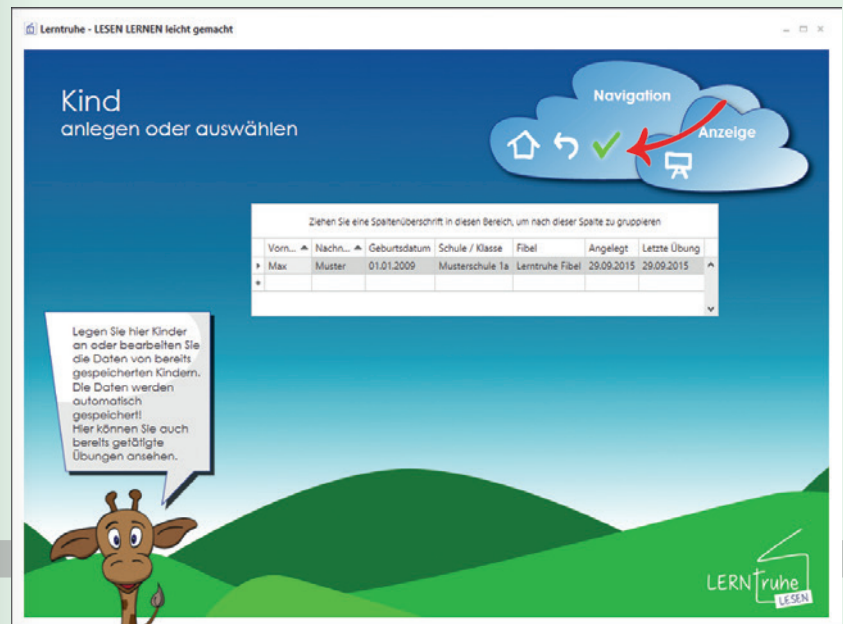 Lerntruhe - LESEN LERNEN leicht gemacht
Kind
anlegen oder auswählen
Navigation
Anzeige
Ziehen Sie eine Spaltenüberschrift in diesen Bereich, um nach dieser Spalte zu gruppieren
Vorn... Nachn... Geburtsdatum Schule / Klasse Fibel Angelegt Letzte Übung
Max Muster 01.01.2009 Musterschule 1a Lerntruhe Fibel 29.09.2015 29.09.2015
Legen Sie hier Kinder
an oder bearbeiten Sie
die Daten von bereits
gespeicherten Kindern.
Die Daten werden
automatisch
gespeichert!
Hier können Sie auch
bereits getätigte
Übungen ansehen.
LERNTruhe
LESEN